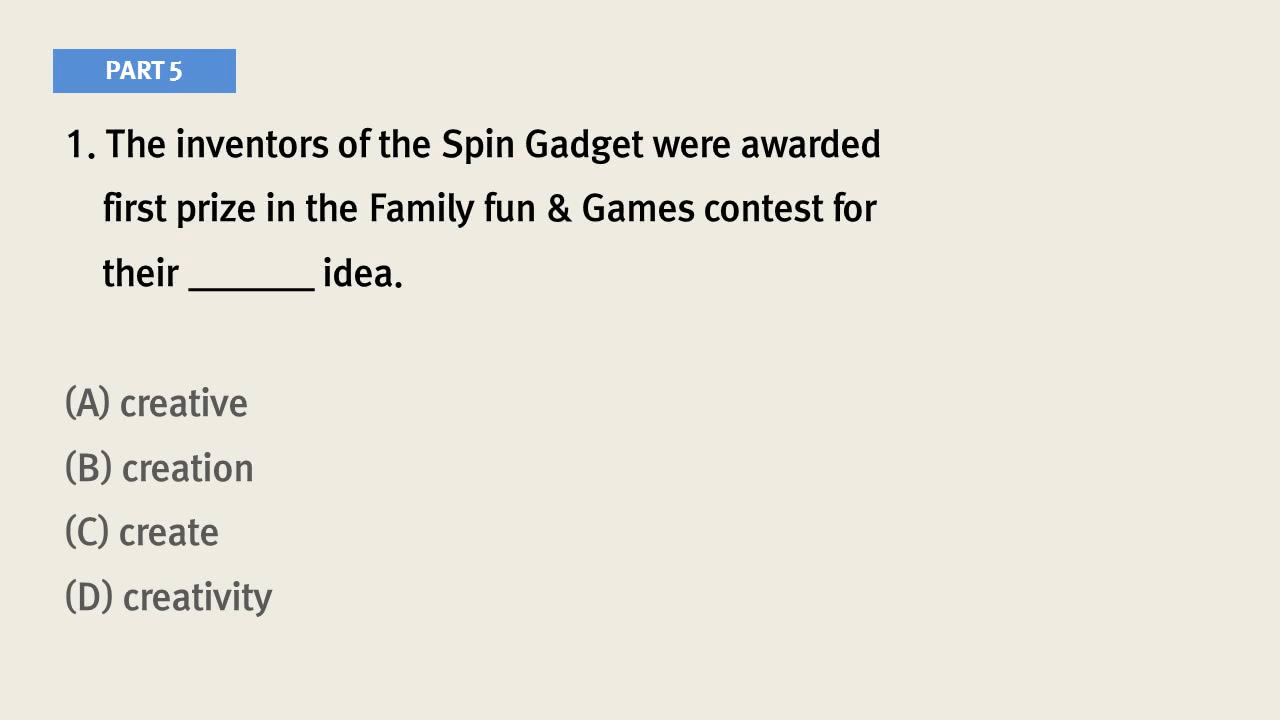 PART 5
1. The inventors of the Spin Gadget were awarded
first prize in the Family fun & Games contest for
their _______ idea.
(A) creative
(B) creation
(C) create
(D) creativity